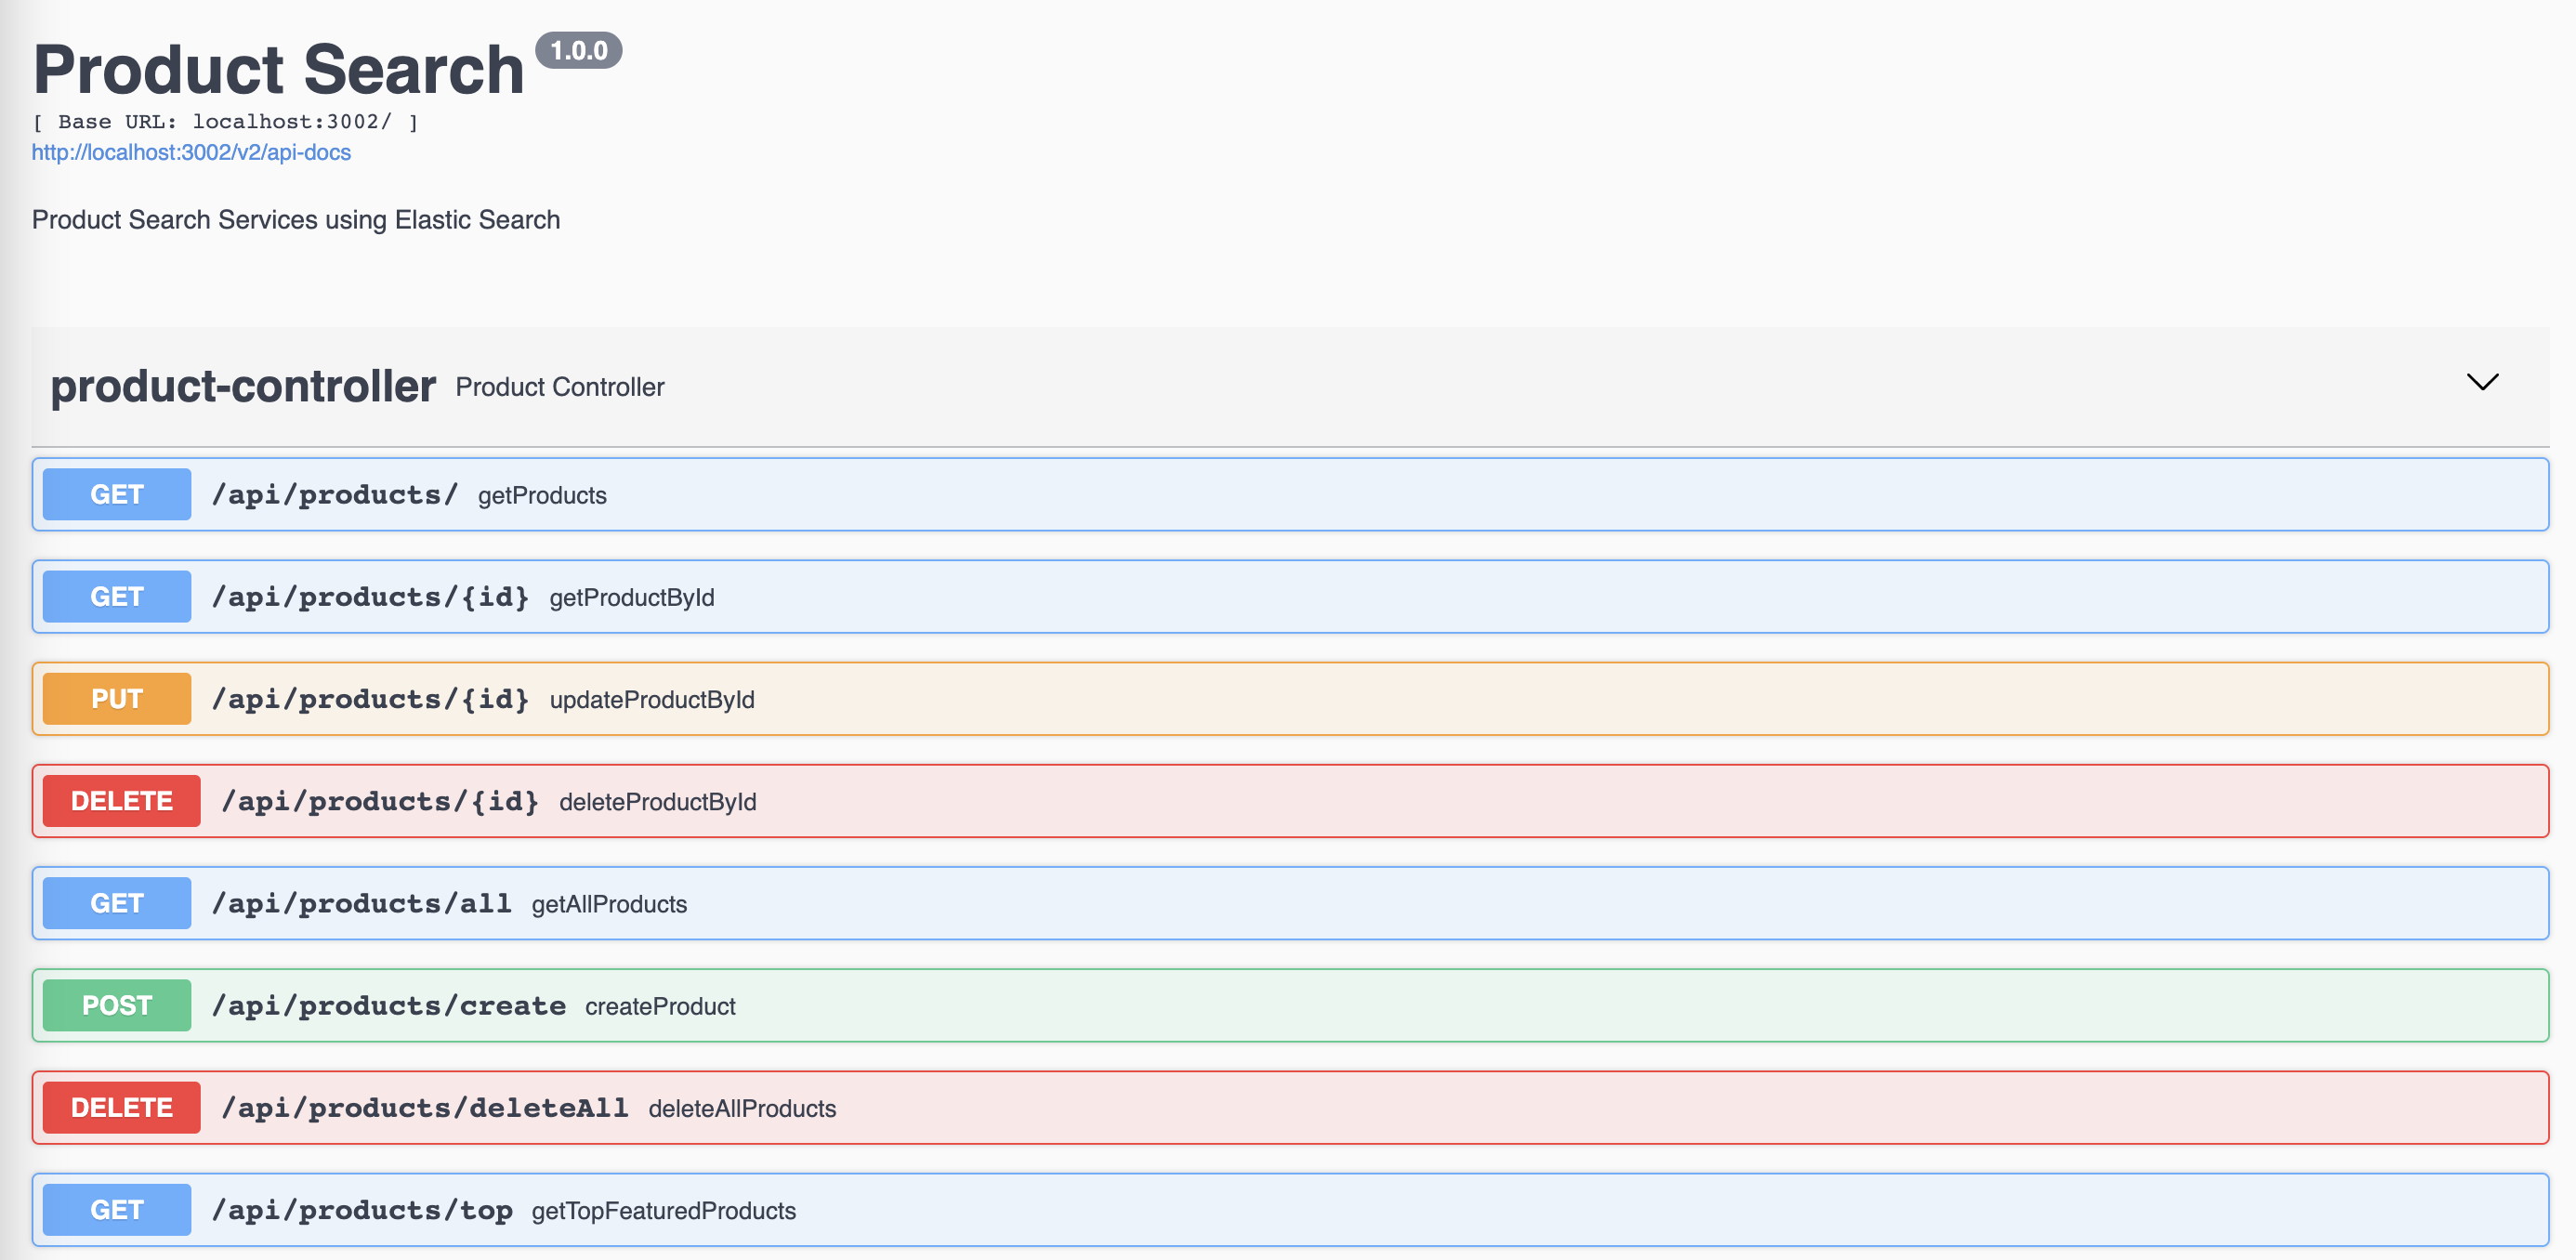 Product Search 1.0.0
[ Base URL: localhost:3002/ ]
http://localhost:3002/v2/api-docs
Product Search Services using Elastic Search
product-controller Product Controller
GET /api/products/ getProducts
GET /api/products/{id} getProductById
PUT /api/products/{id} updateProductById
DELETE /api/products/{id} deleteProductById
GET /api/products/all getAllProducts
POST /api/products/create createProduct
DELETE /api/products/deleteAll deleteAllProducts
GET /api/products/top getTopFeaturedProducts